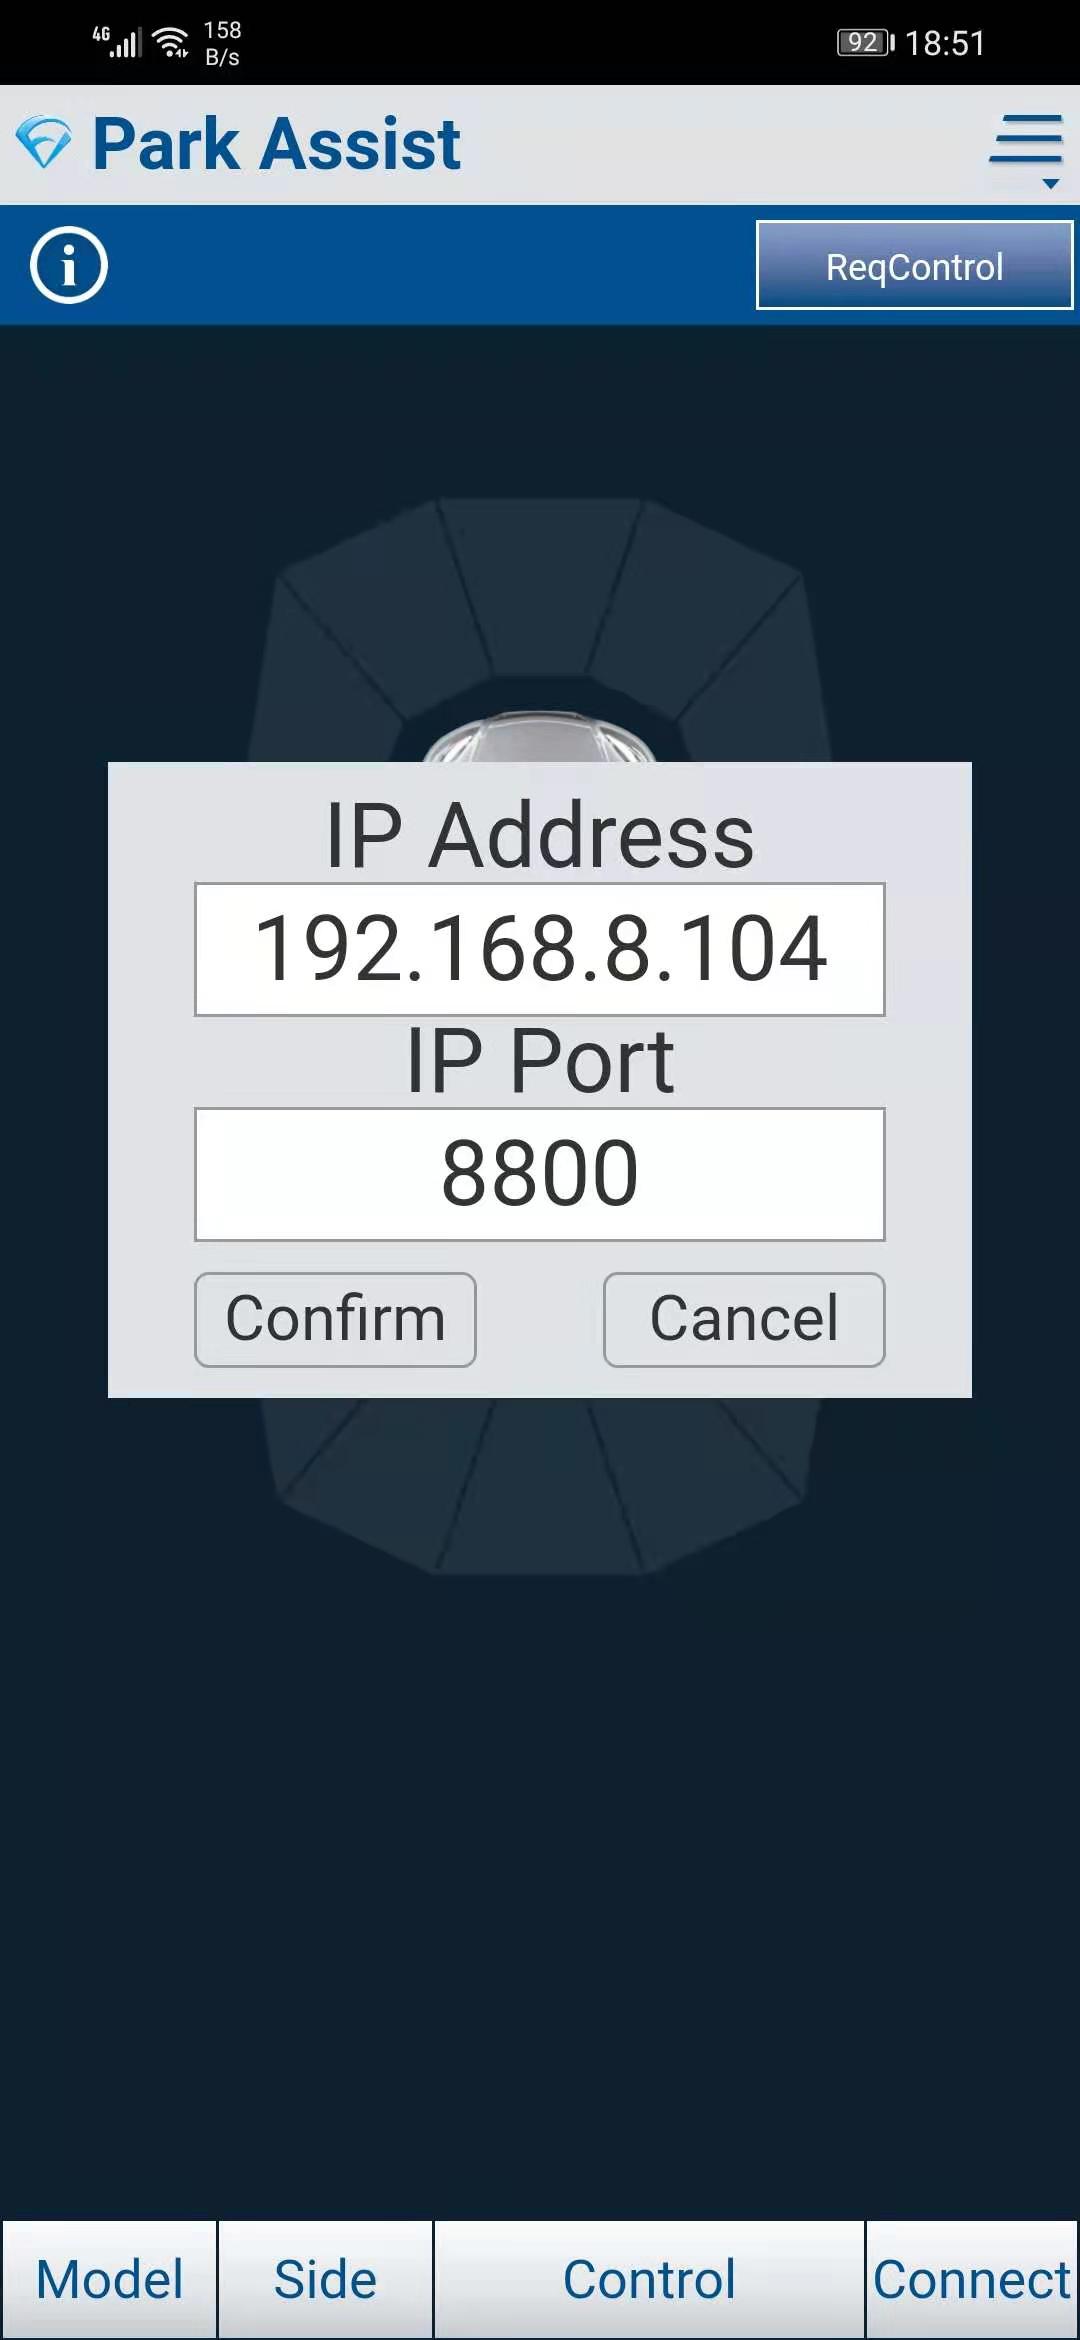 4G 158 B/s 92 18:51
Park Assist
i ReqControl
IP Address
192.168.8.104
IP Port
8800
Confirm Cancel
Model Side Control Connect